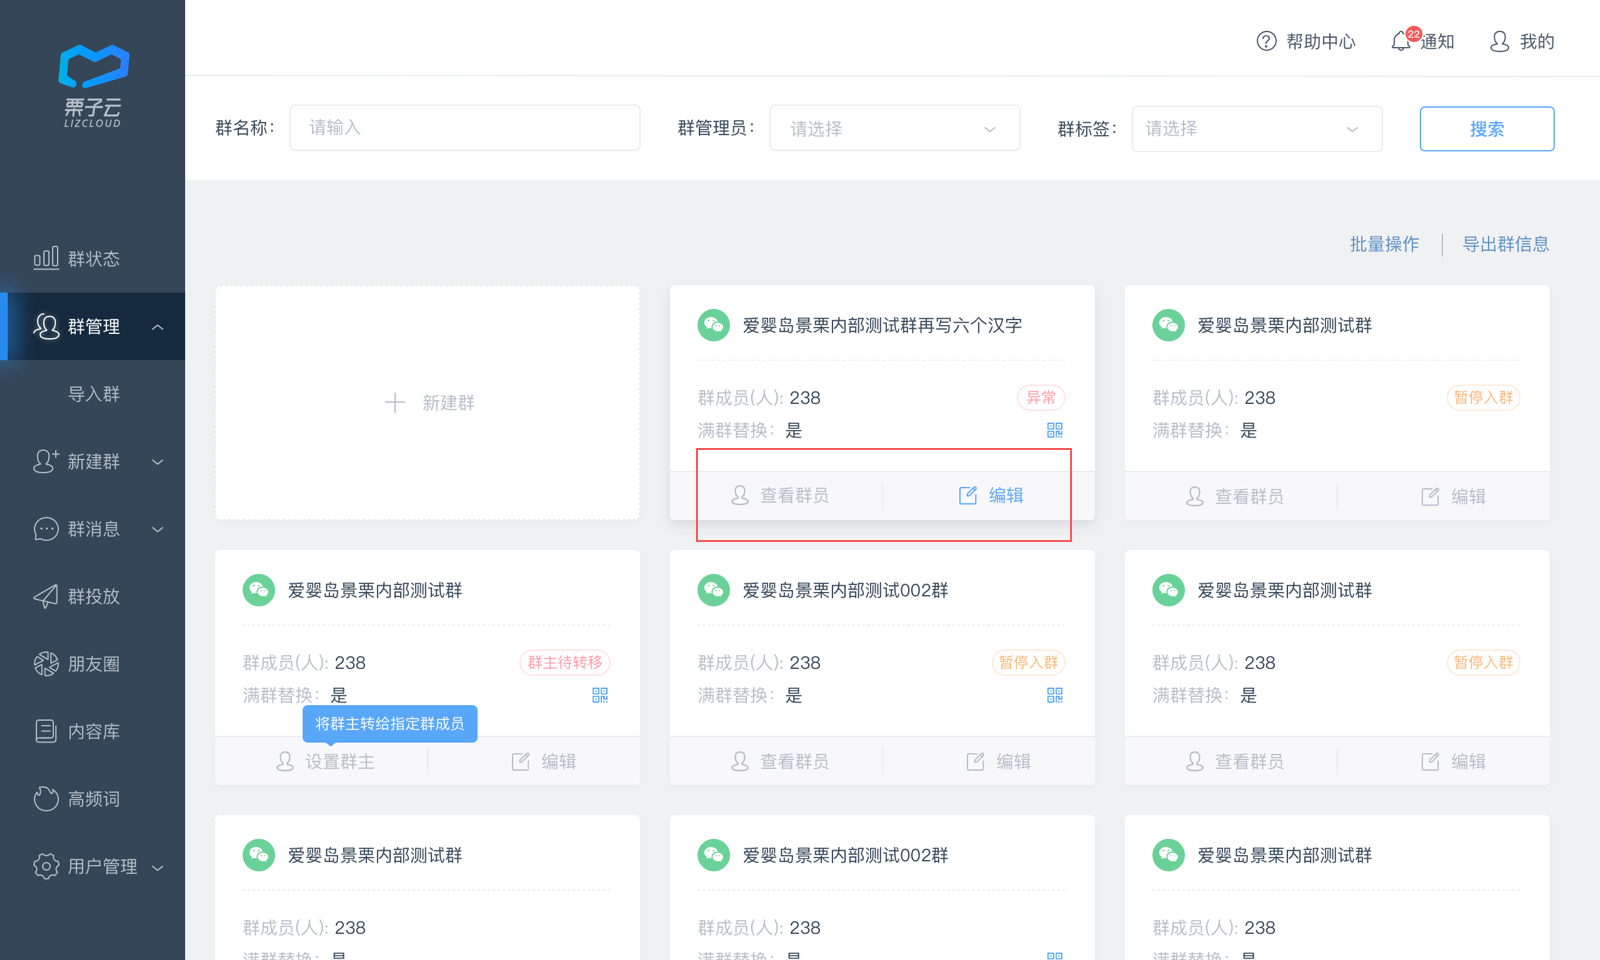 栗子云
LIZCLOUD
帮助中心
22
通知
我的
群名称：
请输入
群管理员：
请选择
群标签：
请选择
搜索
群状态
群管理
导入群
新建群
群消息
群投放
朋友圈
内容库
高频词
用户管理
批量操作
导出群信息
新建群
爱婴岛景栗内部测试群再写六个汉字
群成员(人): 238
异常
满群替换：是
查看群员
编辑
爱婴岛景栗内部测试群
群成员(人): 238
暂停入群
满群替换：是
查看群员
编辑
爱婴岛景栗内部测试群
群成员(人): 238
群主待转移
满群替换：是
将群主转给指定群成员
设置群主
编辑
爱婴岛景栗内部测试002群
群成员(人): 238
暂停入群
满群替换：是
查看群员
编辑
爱婴岛景栗内部测试群
群成员(人): 238
暂停入群
满群替换：是
查看群员
编辑
爱婴岛景栗内部测试群
群成员(人): 238
满群替换：是
爱婴岛景栗内部测试002群
群成员(人): 238
满群替换：是
爱婴岛景栗内部测试群
群成员(人): 238
满群替换：是